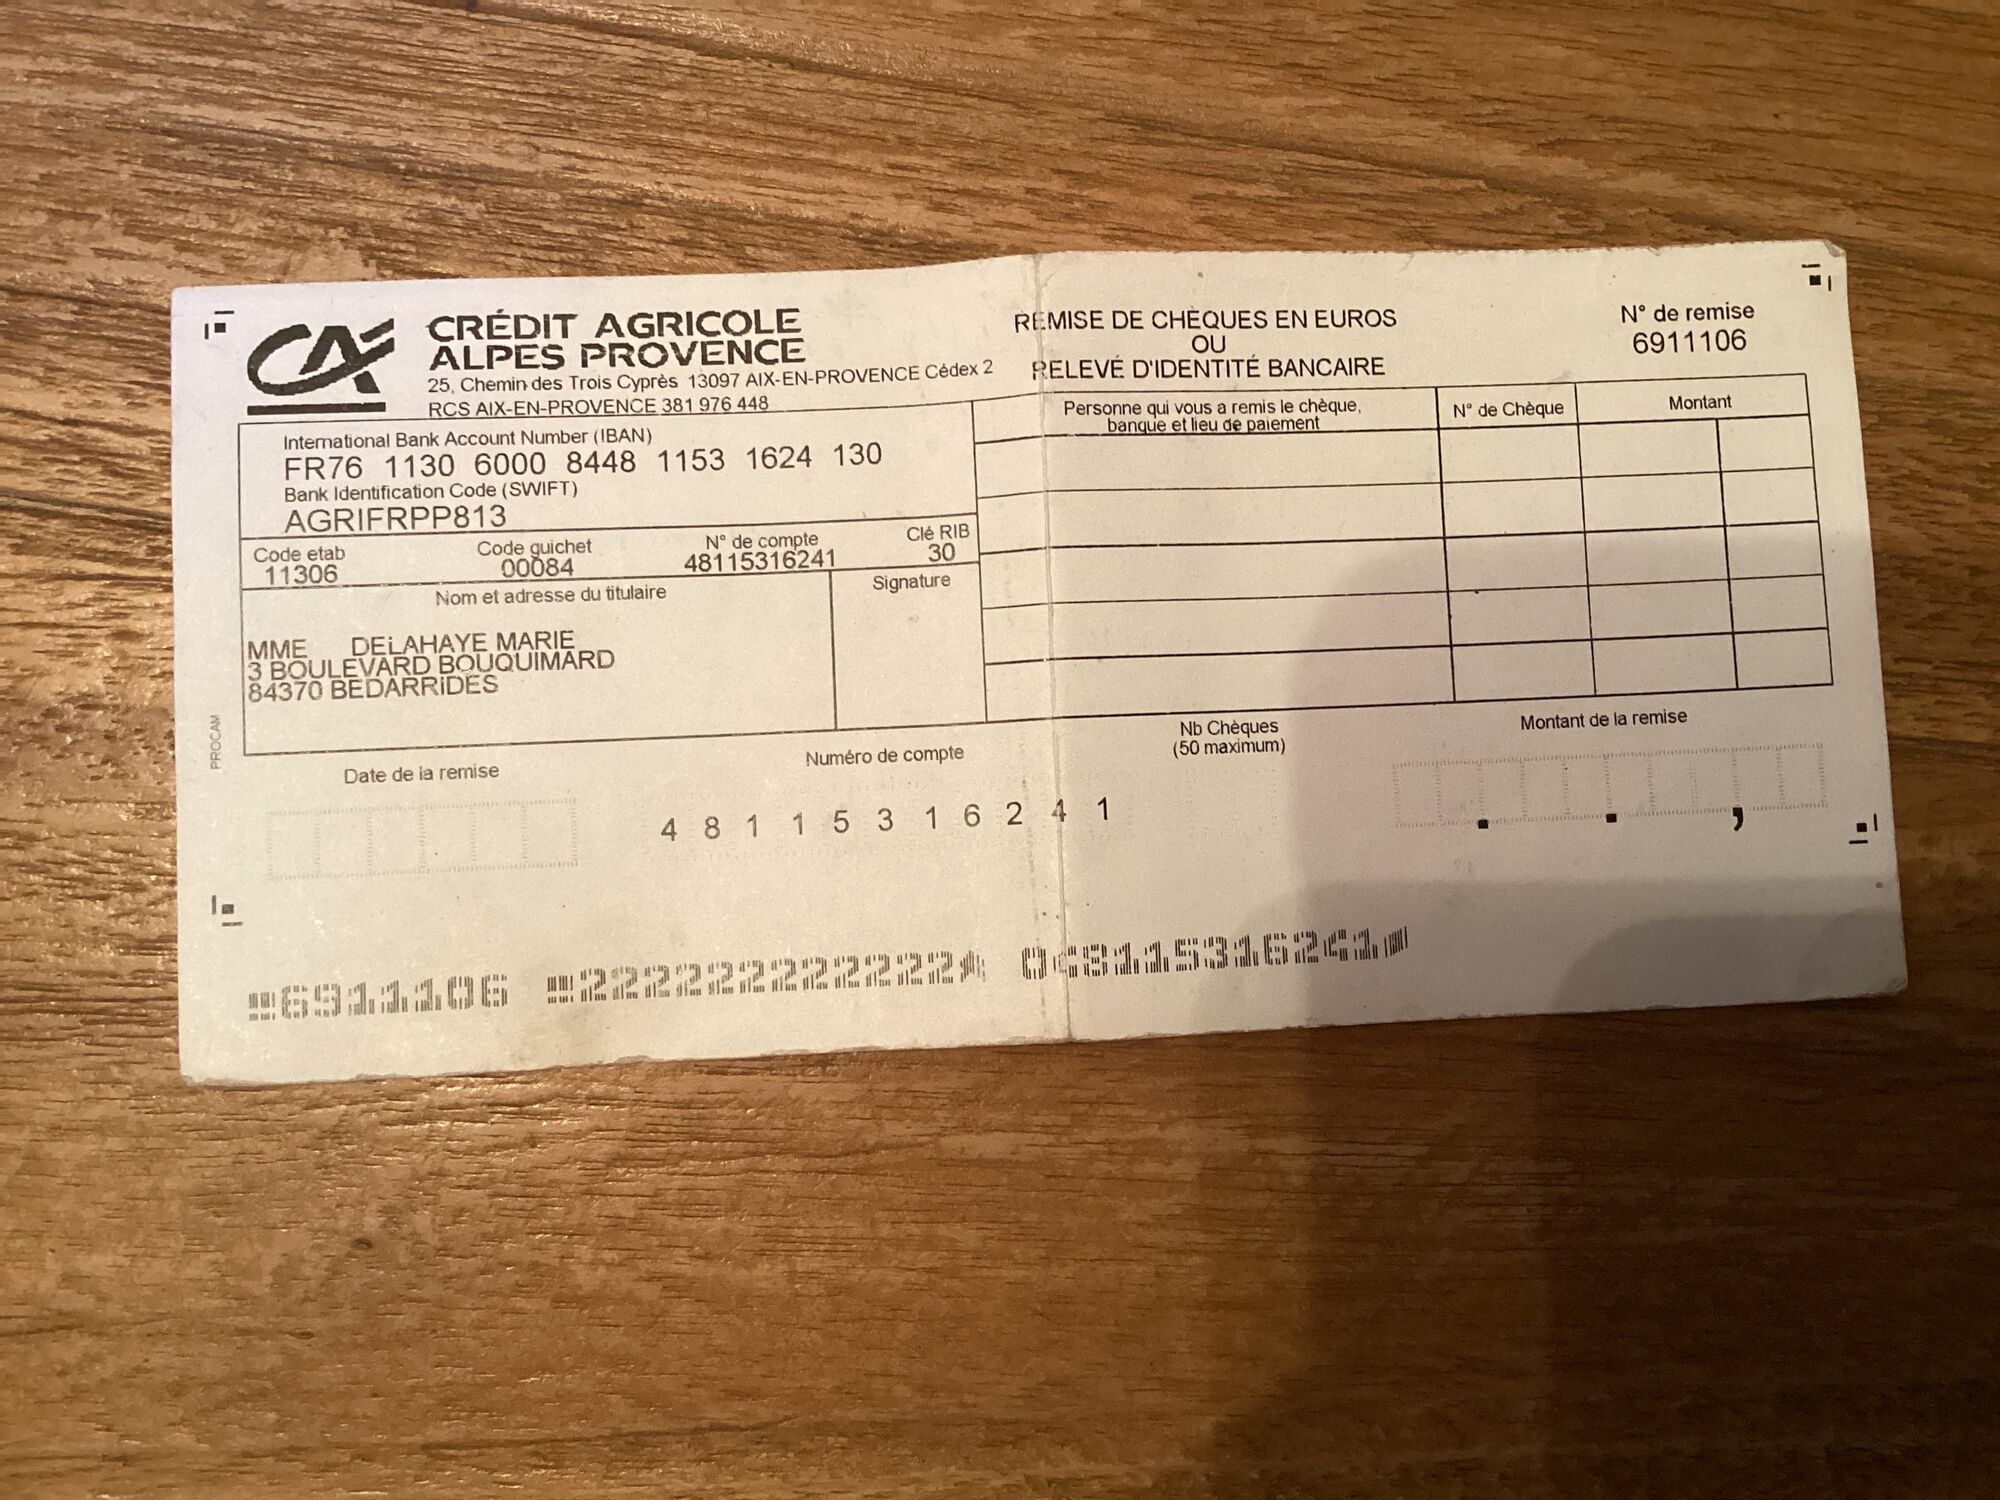 CRÉDIT AGRICOLE
ALPES PROVENCE
25, Chemin des Trois Cyprès 13097 AIX-EN-PROVENCE Cédex 2
RCS AIX-EN-PROVENCE 381 976 448
REMISE DE CHÈQUES EN EUROS
OU
RELEVÉ D'IDENTITÉ BANCAIRE
N° de remise
6911106
International Bank Account Number (IBAN)
FR76 1130 6000 8448 1153 1624 130
Bank Identification Code (SWIFT)
AGRIFRPP813
Code etab Code guichet N° de compte Clé RIB
11306 00084 48115316241 30
Nom et adresse du titulaire
Signature
MME DELAHAYE MARIE
3 BOULEVARD BOUQUIMARD
84370 BEDARRIDES
Personne qui vous a remis le chèque,
banque et lieu de paiement
N° de Chèque
Montant
PROCAM
Date de la remise
Numéro de compte
4 8 1 1 5 3 1 6 2 4 1
Nb Chèques
(50 maximum)
Montant de la remise
6911106 222222222222 048115316241